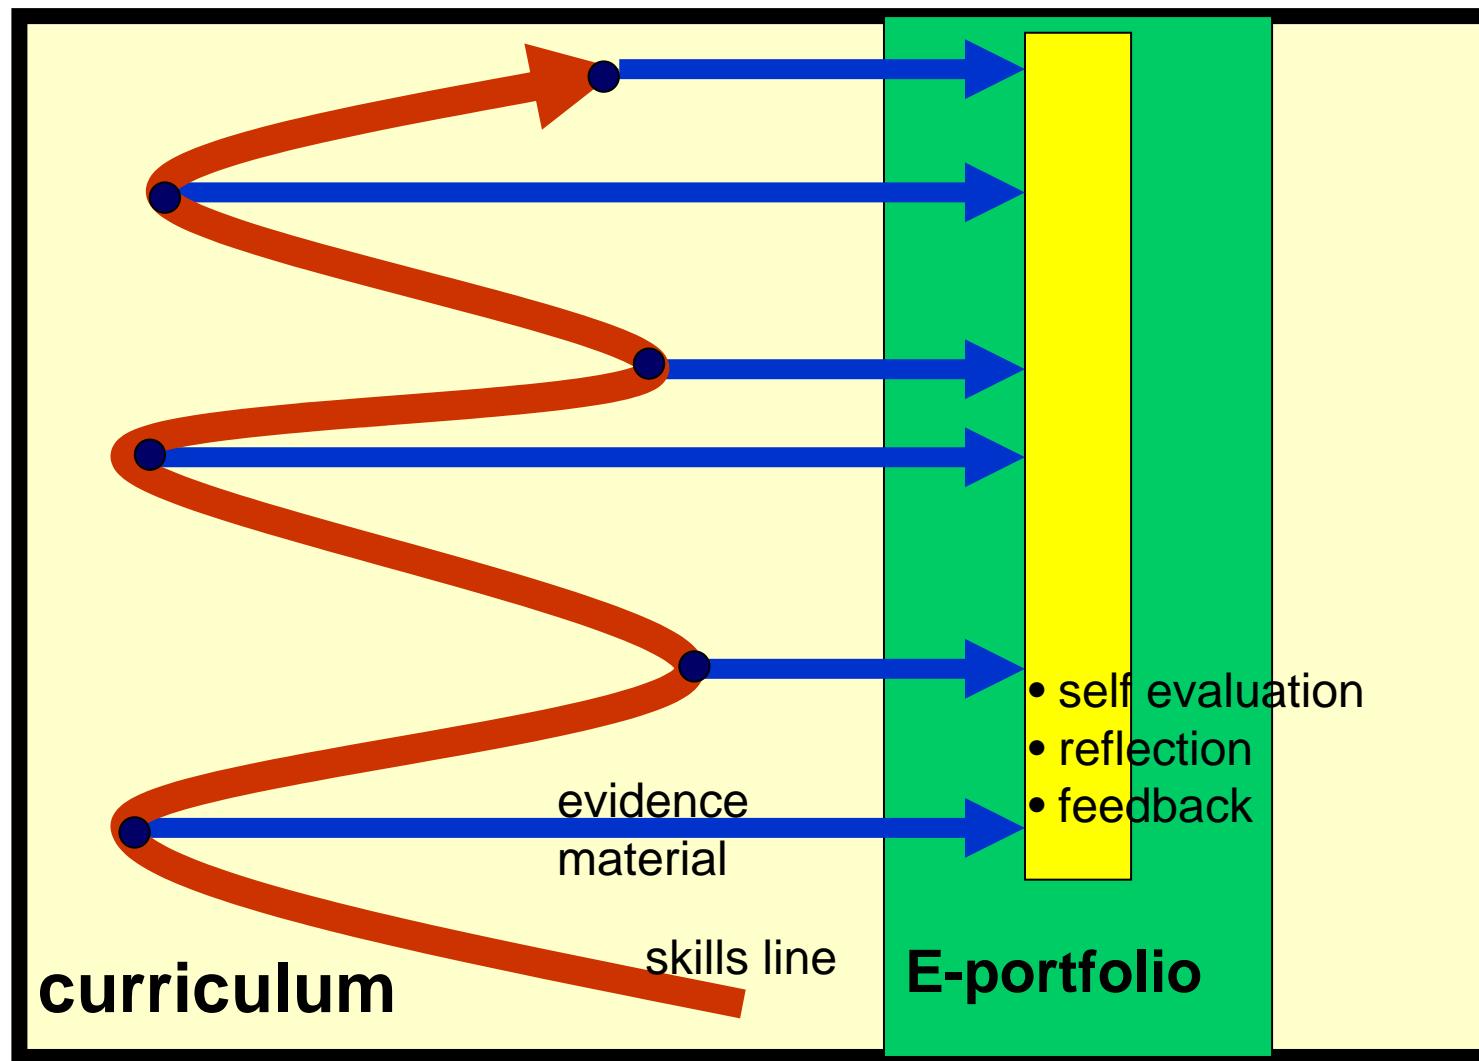 • self evaluation
• reflection
• feedback
evidence
material
skills line
curriculum
E-portfolio